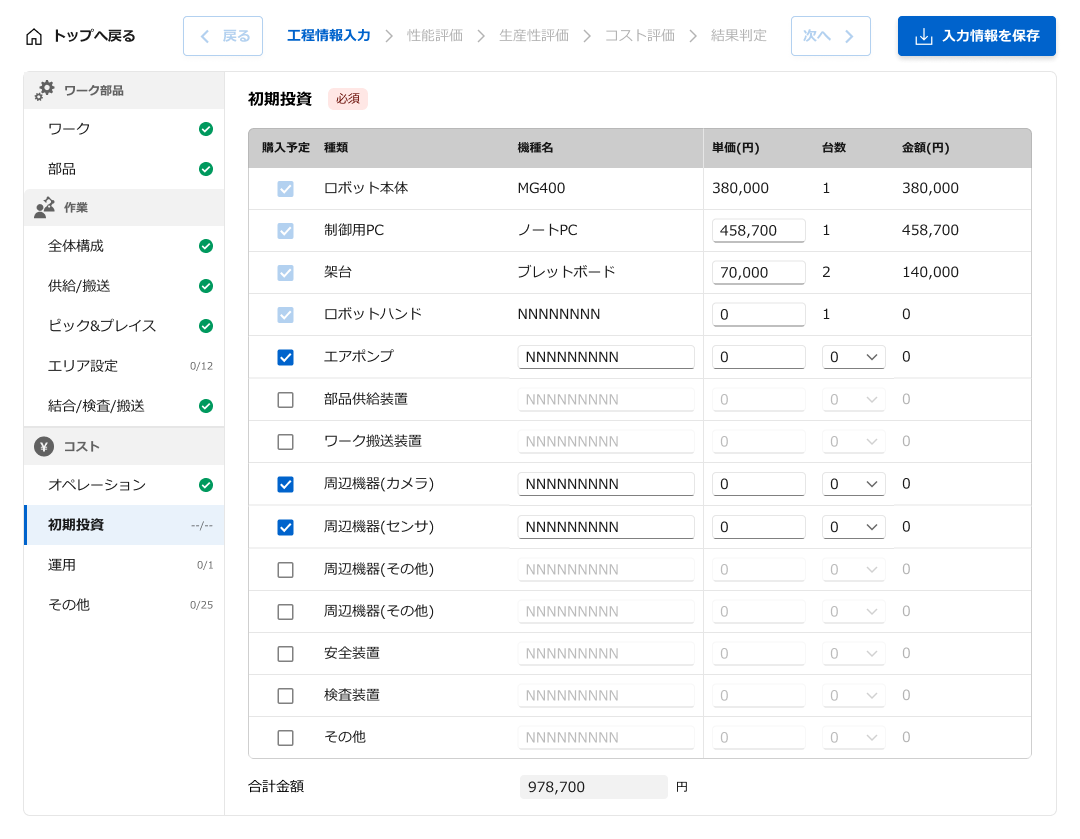 トップへ戻る 戻る 工程情報入力 性能評価 生産性評価 コスト評価 結果判定 次へ 入力情報を保存
ワーク部品
ワーク
部品
作業
全体構成
供給/搬送
ピック&プレイス
エリア設定 0/12
結合/検査/搬送
¥ コスト
オペレーション
初期投資 --/--
運用 0/1
その他 0/25
初期投資 必須
購入予定 種類 機種名 単価(円) 台数 金額(円)
ロボット本体 MG400 380,000 1 380,000
制御用PC ノートPC 458,700 1 458,700
架台 ブレットボード 70,000 2 140,000
ロボットハンド NNNNNNNN 0 1 0
エアポンプ NNNNNNNNN 0 0 0
部品供給装置 NNNNNNNNN 0 0 0
ワーク搬送装置 NNNNNNNNN 0 0 0
周辺機器(カメラ) NNNNNNNNN 0 0 0
周辺機器(センサ) NNNNNNNNN 0 0 0
周辺機器(その他) NNNNNNNNN 0 0 0
周辺機器(その他) NNNNNNNNN 0 0 0
安全装置 NNNNNNNNN 0 0 0
検査装置 NNNNNNNNN 0 0 0
その他 NNNNNNNNN 0 0 0
合計金額 978,700 円